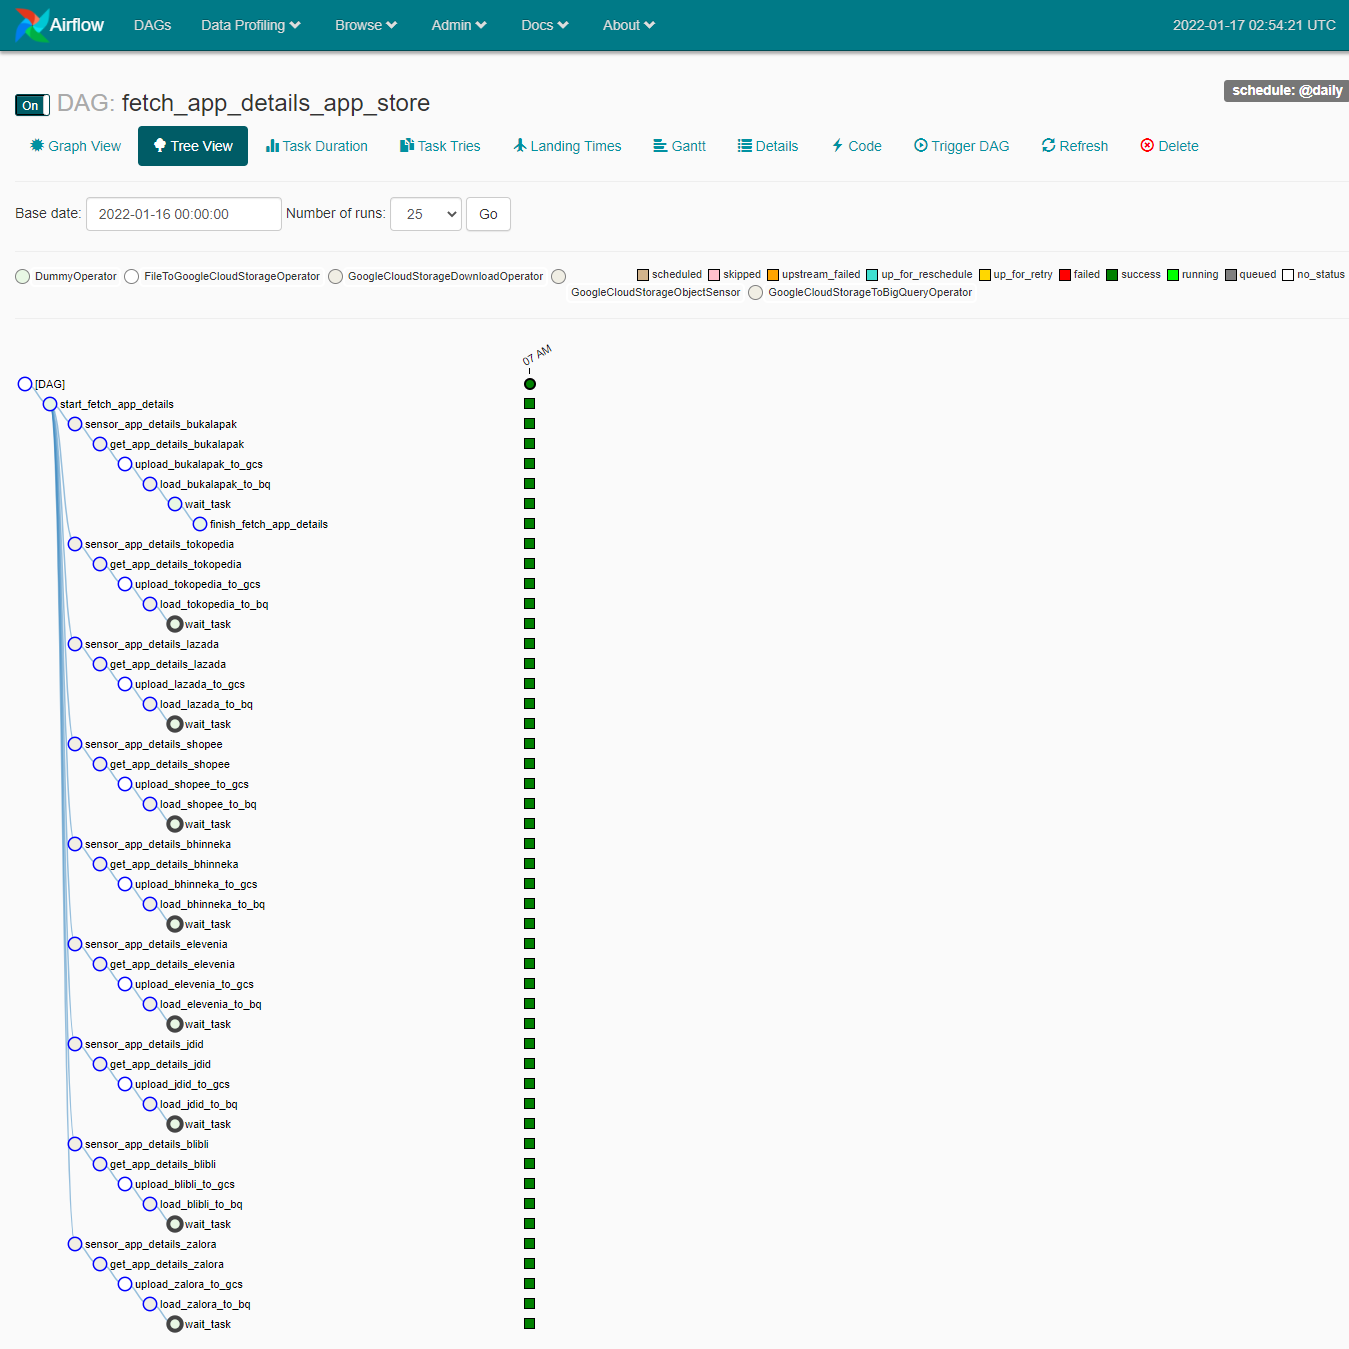 Airflow DAGs Data Profiling Browse Admin Docs About 2022-01-17 02:54:21 UTC
schedule: @daily
On DAG: fetch_app_details_app_store
Graph View Tree View Task Duration Task Tries Landing Times Gantt Details Code Trigger DAG Refresh Delete
Base date: 2022-01-16 00:00:00 Number of runs: 25 Go
DummyOperator FileToGoogleCloudStorageOperator GoogleCloudStorageDownloadOperator scheduled skipped upstream_failed up_for_reschedule up_for_retry failed success running queued no_status
GoogleCloudStorageObjectSensor GoogleCloudStorageToBigQueryOperator
07 AM
[DAG]
start_fetch_app_details
sensor_app_details_bukalapak
get_app_details_bukalapak
upload_bukalapak_to_gcs
load_bukalapak_to_bq
wait_task
finish_fetch_app_details
sensor_app_details_tokopedia
get_app_details_tokopedia
upload_tokopedia_to_gcs
load_tokopedia_to_bq
wait_task
sensor_app_details_lazada
get_app_details_lazada
upload_lazada_to_gcs
load_lazada_to_bq
wait_task
sensor_app_details_shopee
get_app_details_shopee
upload_shopee_to_gcs
load_shopee_to_bq
wait_task
sensor_app_details_bhinneka
get_app_details_bhinneka
upload_bhinneka_to_gcs
load_bhinneka_to_bq
wait_task
sensor_app_details_elevenia
get_app_details_elevenia
upload_elevenia_to_gcs
load_elevenia_to_bq
wait_task
sensor_app_details_jdid
get_app_details_jdid
upload_jdid_to_gcs
load_jdid_to_bq
wait_task
sensor_app_details_blibli
get_app_details_blibli
upload_blibli_to_gcs
load_blibli_to_bq
wait_task
sensor_app_details_zalora
get_app_details_zalora
upload_zalora_to_gcs
load_zalora_to_bq
wait_task